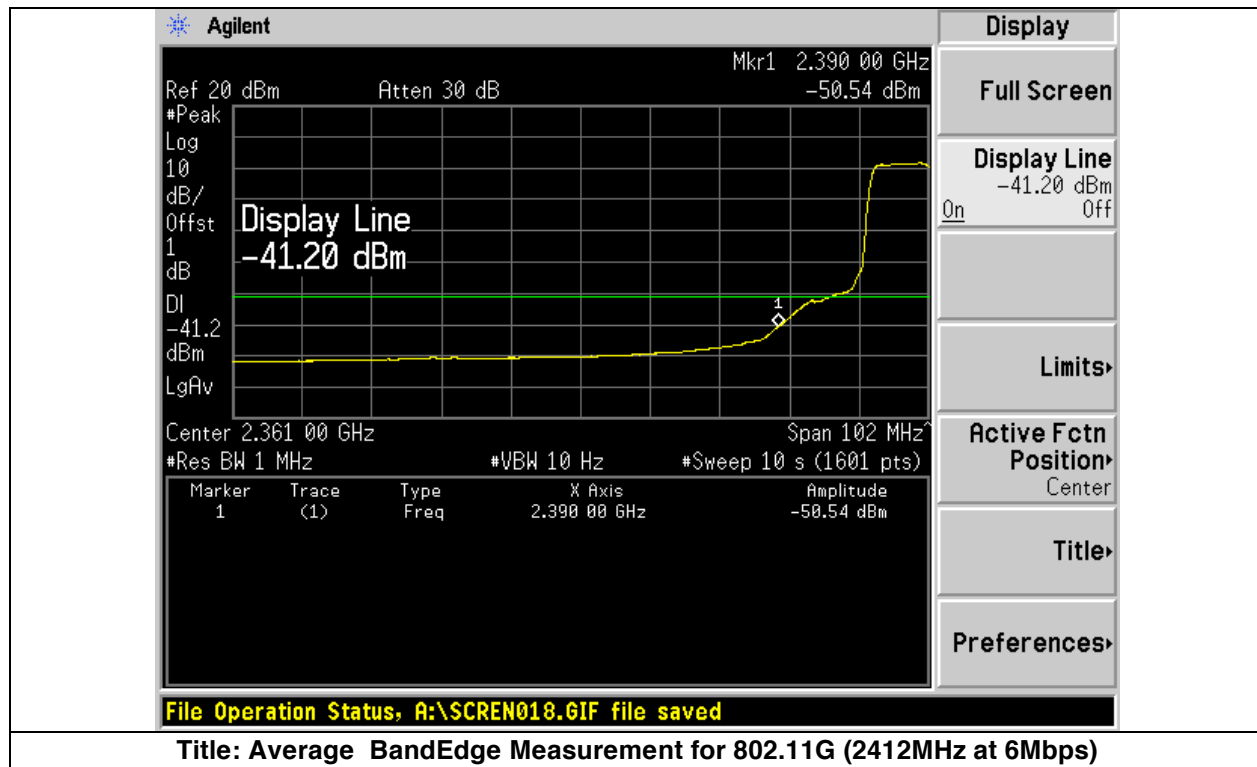 Agilent
Display
Mkr1 2.390 00 GHz
Ref 20 dBm Atten 30 dB -50.54 dBm
#Peak
Log
10
dB/
Offst
1
dB
DI
-41.2
dBm
LgAv
Display Line
-41.20 dBm
1
Center 2.361 00 GHz Span 102 MHz^
#Res BW 1 MHz #VBW 10 Hz #Sweep 10 s (1601 pts)
Marker Trace Type X Axis Amplitude
1 (1) Freq 2.390 00 GHz -50.54 dBm
Full Screen
Display Line
-41.20 dBm
On Off
Limits
Active Fctn
Position
Center
Title
Preferences
File Operation Status, A:\SCREN018.GIF file saved
Title: Average BandEdge Measurement for 802.11G (2412MHz at 6Mbps)